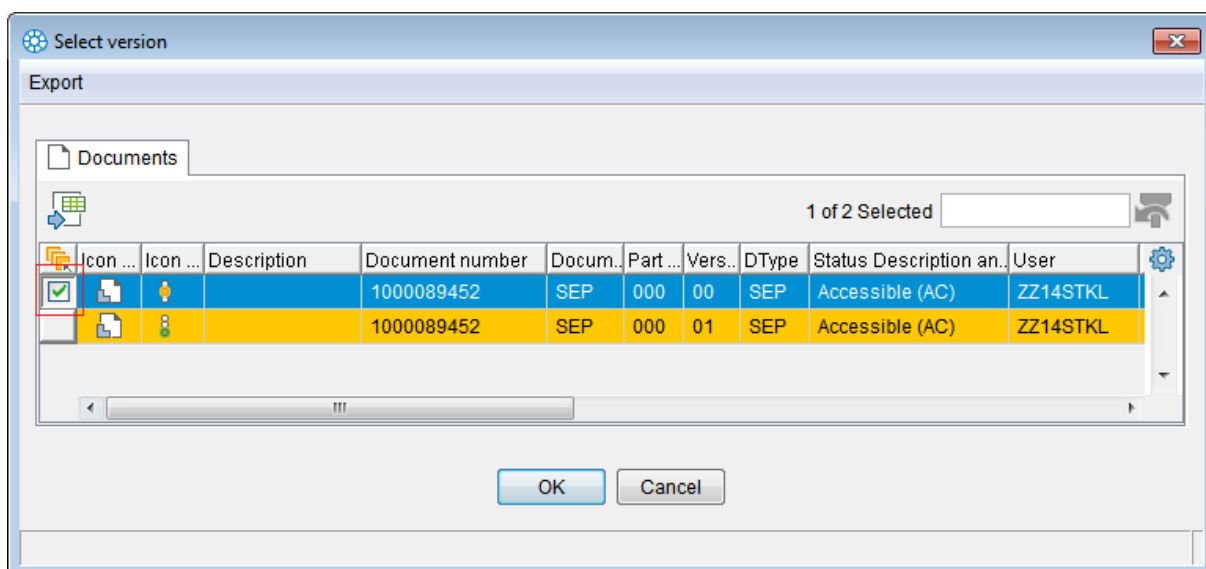 Select version
Export
Documents
1 of 2 Selected
Icon ... Icon ... Description Document number Docum.. Part ... Vers.. DType Status Description an.. User
1000089452 SEP 000 00 SEP Accessible (AC) ZZ14STKL
1000089452 SEP 000 01 SEP Accessible (AC) ZZ14STKL
OK Cancel